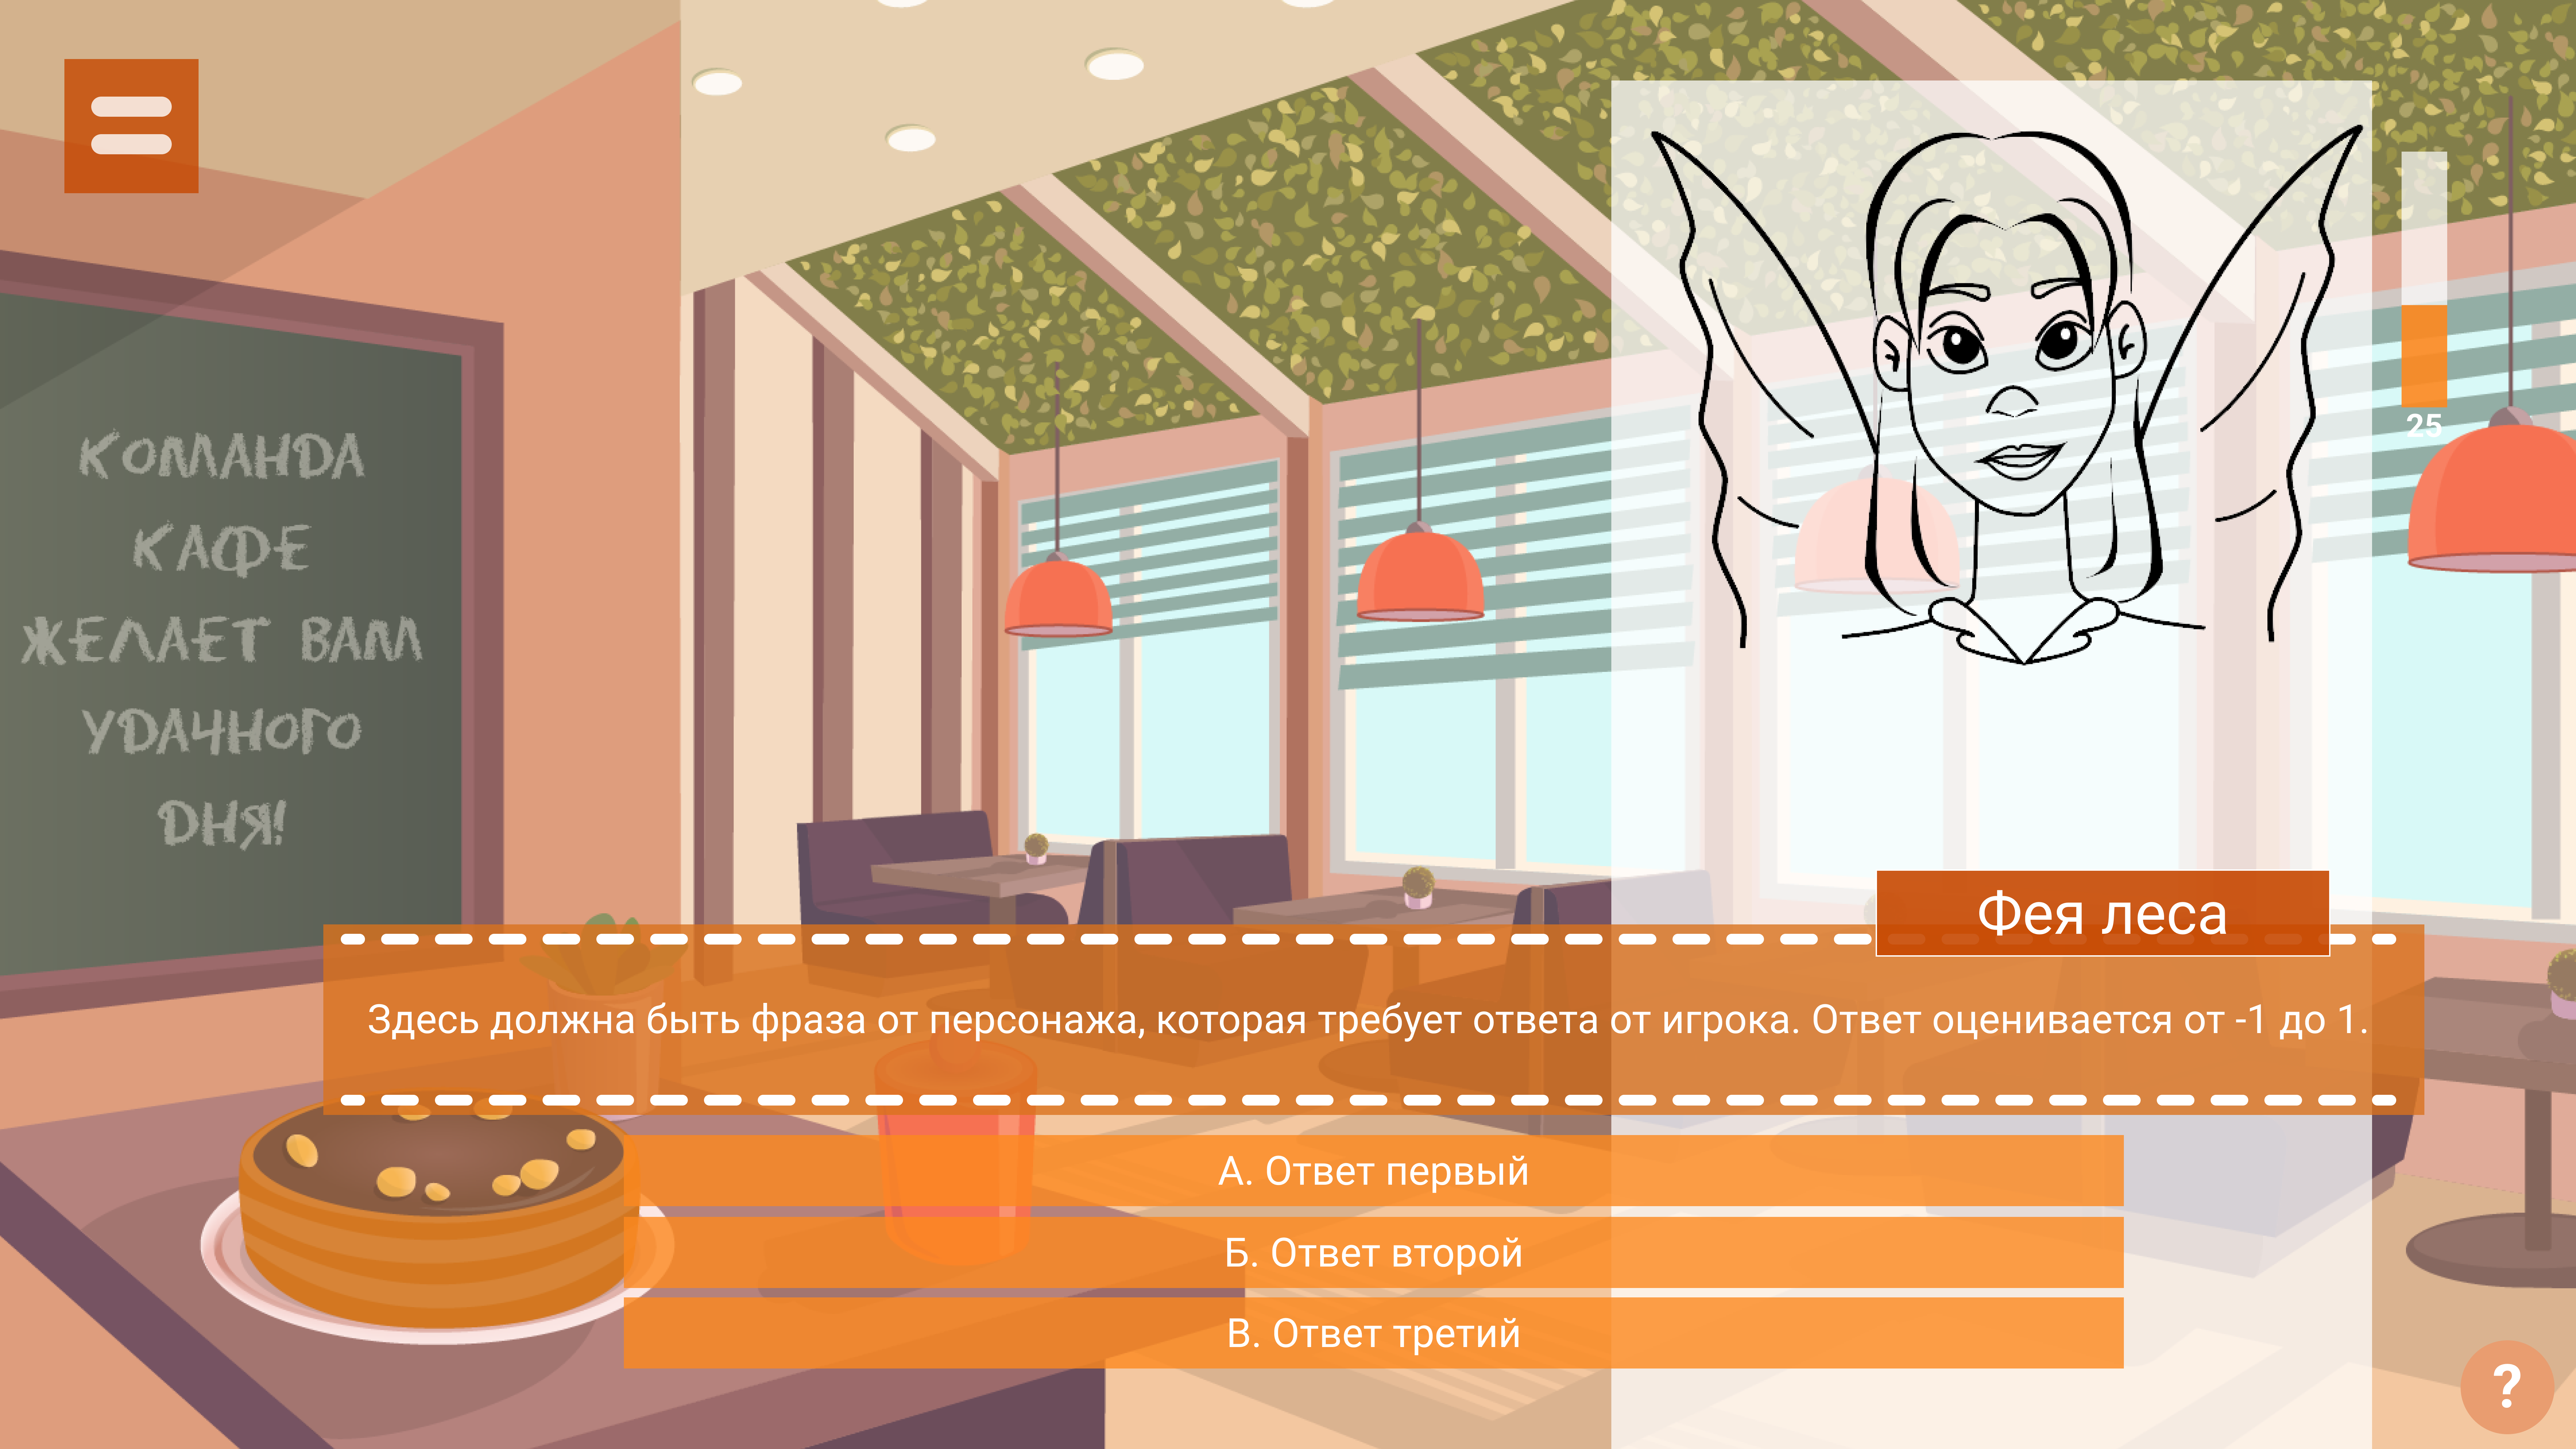 КОМАНДА
КАФЕ
ЖЕЛАЕТ ВАМ
УДАЧНОГО
ДНЯ!
25
Фея леса
Здесь должна быть фраза от персонажа, которая требует ответа от игрока. Ответ оценивается от -1 до 1.
А. Ответ первый
Б. Ответ второй
В. Ответ третий
?